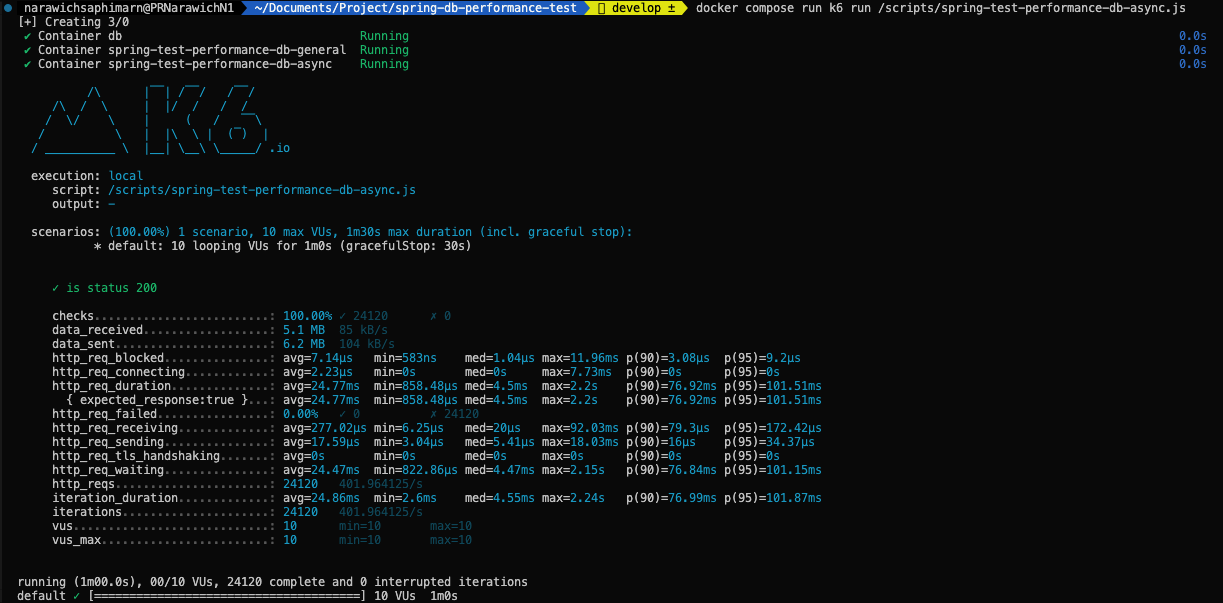 narawichsaphimarn@PRNarawichN1 ~/Documents/Project/spring-db-performance-test develop ± docker compose run k6 run /scripts/spring-test-performance-db-async.js
[+] Creating 3/0
✔ Container db Running 0.0s
✔ Container spring-test-performance-db-general Running 0.0s
✔ Container spring-test-performance-db-async Running 0.0s
K6 .io
execution: local
script: /scripts/spring-test-performance-db-async.js
output: -
scenarios: (100.00%) 1 scenario, 10 max VUs, 1m30s max duration (incl. graceful stop):
* default: 10 looping VUs for 1m0s (gracefulStop: 30s)
✓ is status 200
checks.........................: 100.00% ✓ 24120 ✗ 0
data_received..................: 5.1 MB 85 kB/s
data_sent......................: 6.2 MB 104 kB/s
http_req_blocked...............: avg=7.14µs min=583ns med=1.04µs max=11.96ms p(90)=3.08µs p(95)=9.2µs
http_req_connecting............: avg=2.23µs min=0s med=0s max=7.73ms p(90)=0s p(95)=0s
http_req_duration..............: avg=24.77ms min=858.48µs med=4.5ms max=2.2s p(90)=76.92ms p(95)=101.51ms
{ expected_response:true }...: avg=24.77ms min=858.48µs med=4.5ms max=2.2s p(90)=76.92ms p(95)=101.51ms
http_req_failed................: 0.00% ✓ 0 ✗ 24120
http_req_receiving.............: avg=277.02µs min=6.25µs med=20µs max=92.03ms p(90)=79.3µs p(95)=172.42µs
http_req_sending...............: avg=17.59µs min=3.04µs med=5.41µs max=18.03ms p(90)=16µs p(95)=34.37µs
http_req_tls_handshaking.......: avg=0s min=0s med=0s max=0s p(90)=0s p(95)=0s
http_req_waiting...............: avg=24.47ms min=822.86µs med=4.47ms max=2.15s p(90)=76.84ms p(95)=101.15ms
http_reqs......................: 24120 401.964125/s
iteration_duration.............: avg=24.86ms min=2.6ms med=4.55ms max=2.24s p(90)=76.99ms p(95)=101.87ms
iterations.....................: 24120 401.964125/s
vus............................: 10 min=10 max=10
vus_max........................: 10 min=10 max=10
running (1m00.0s), 00/10 VUs, 24120 complete and 0 interrupted iterations
default ✓ [======================================] 10 VUs 1m0s